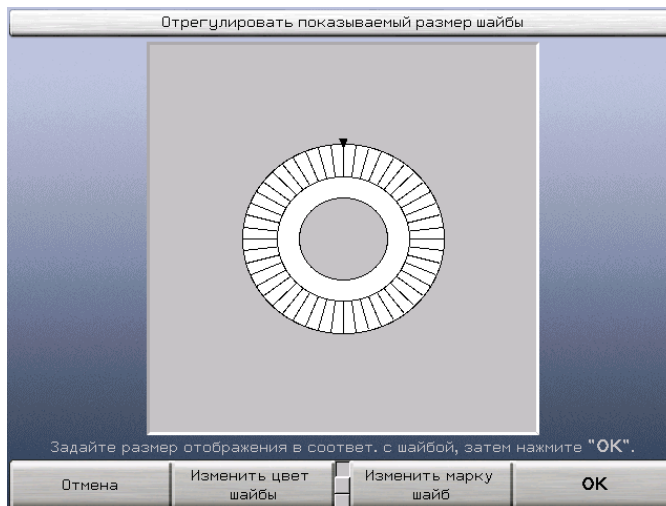 Отрегулировать показываемый размер шайбы
Задайте размер отображения в соответ. с шайбой, затем нажмите "OK".
Отмена
Изменить цвет
шайбы
Изменить марку
шайб
OK